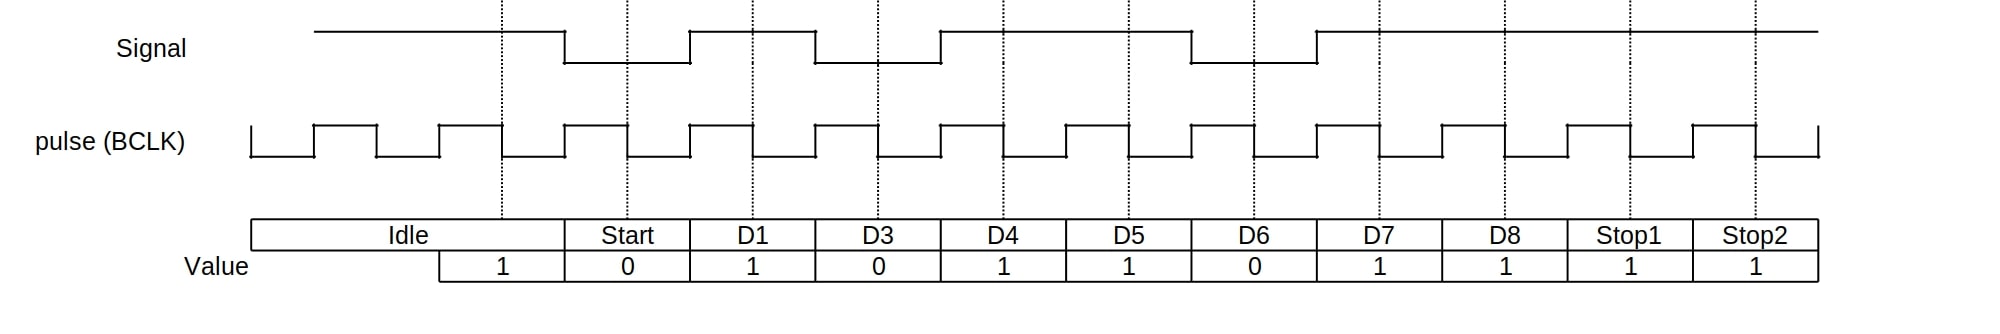 Signal
pulse (BCLK)
Idle Start D1 D3 D4 D5 D6 D7 D8 Stop1 Stop2
Value 1 0 1 0 1 1 0 1 1 1 1